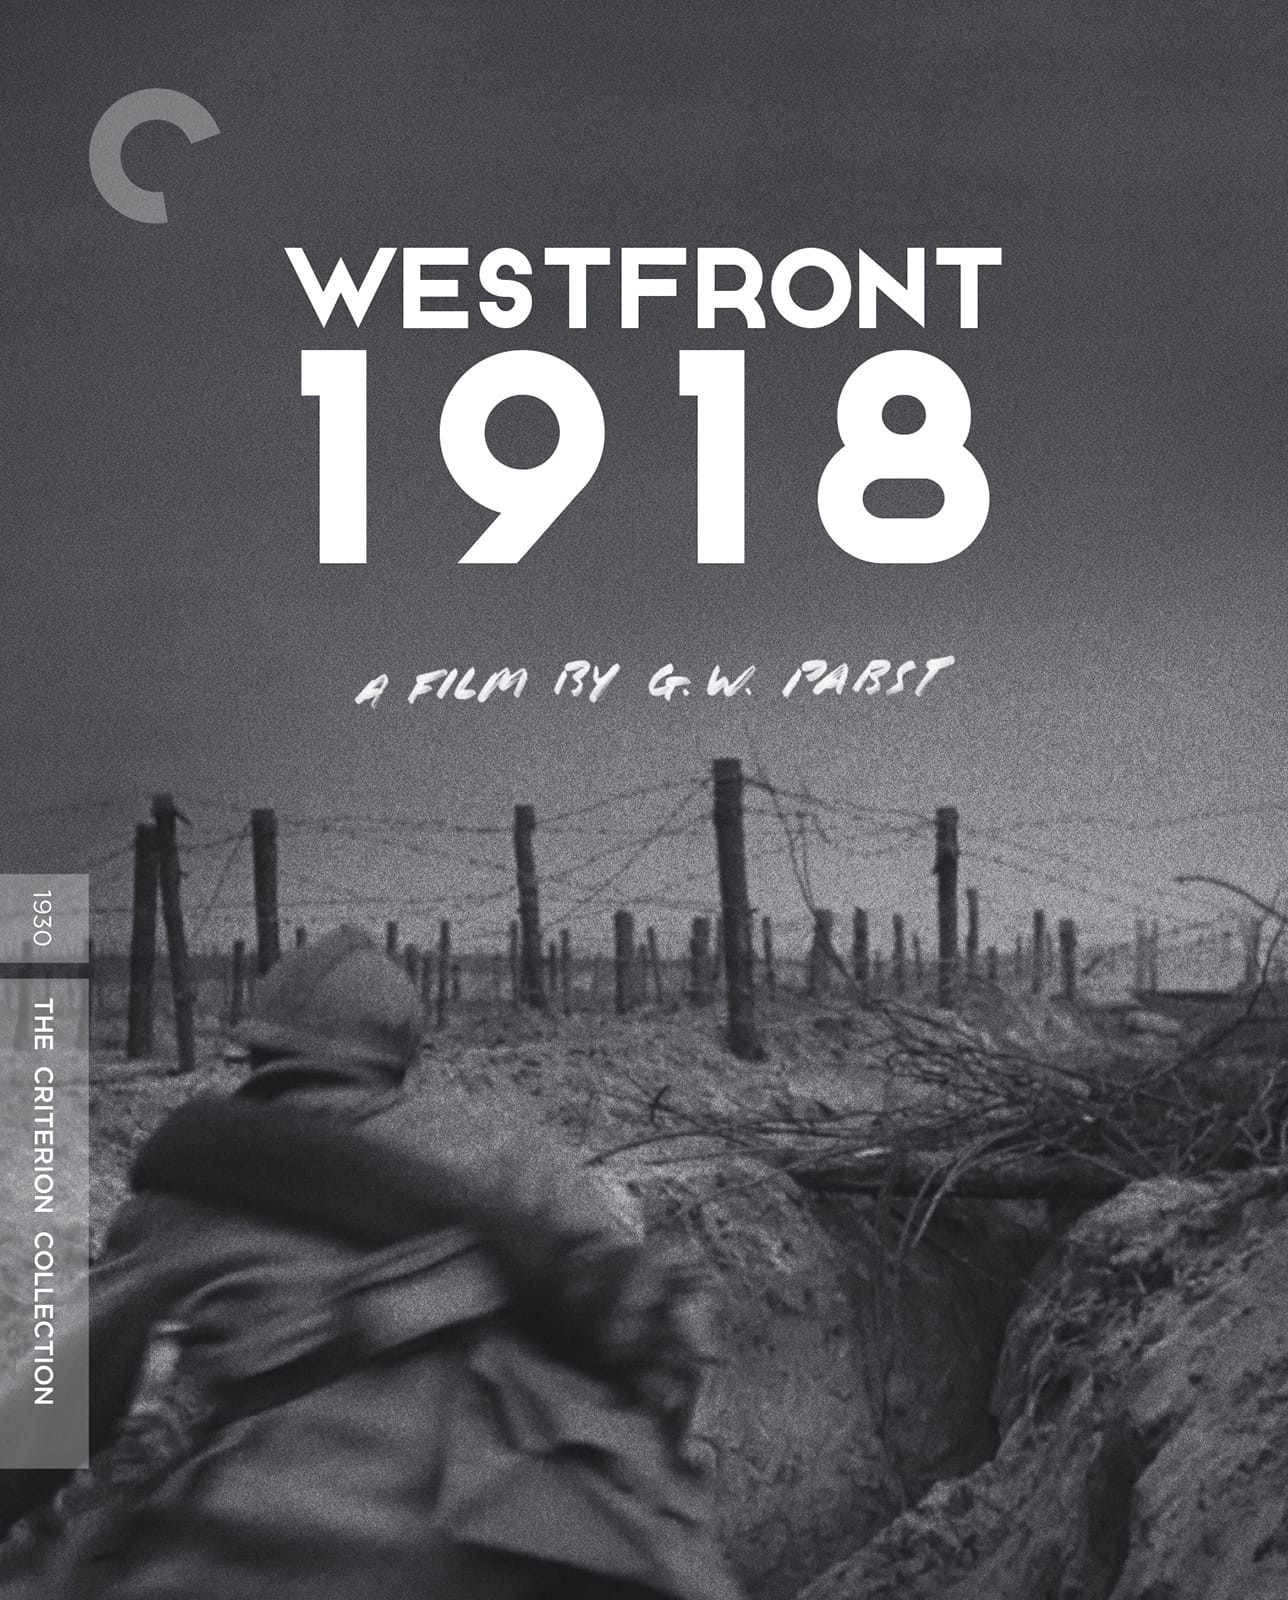 WESTFRONT
1918
A FILM BY G.W. PABST
1930
THE CRITERION COLLECTION